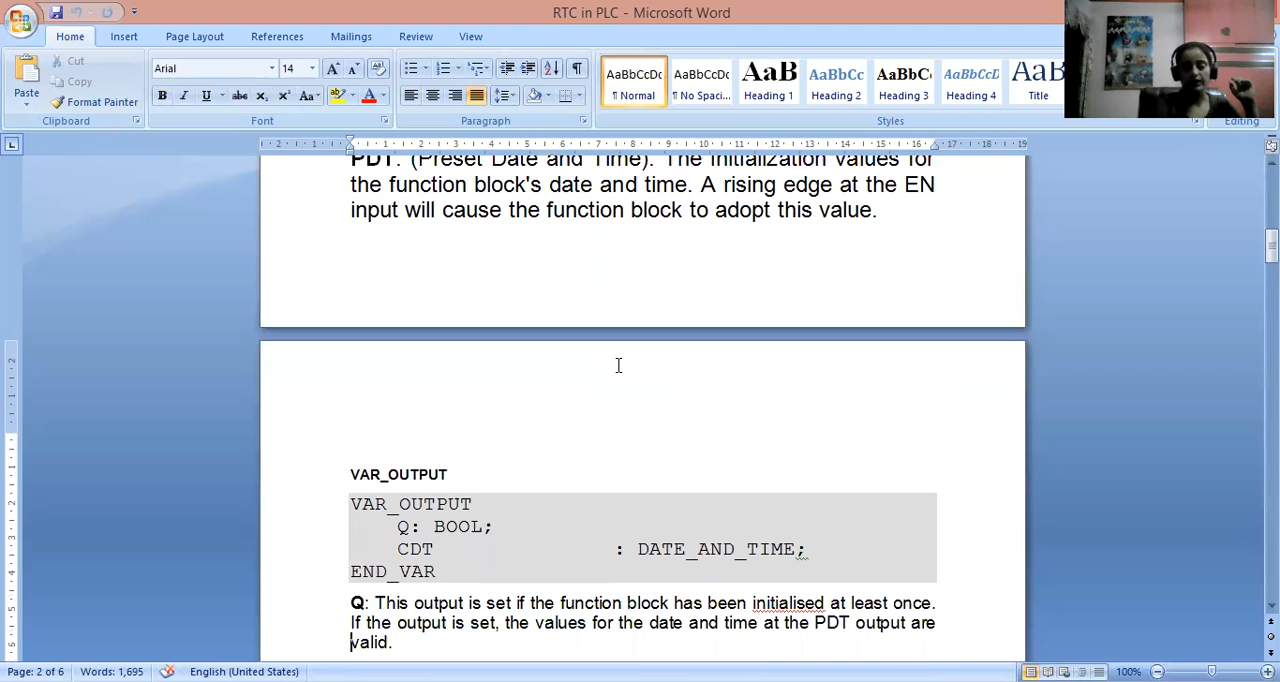 RTC in PLC - Microsoft Word
Home Insert Page Layout References Mailings Review View
Paste
Cut
Copy
Format Painter
Clipboard
Arial 14
Font
Paragraph
AaBbCcDc AaBbCcDc AaB AaBbCc AaBbC AaBbCcD AaB
¶ Normal ¶ No Spaci... Heading 1 Heading 2 Heading 3 Heading 4 Title
Styles
Editing
PDT: (Preset Date and Time). The initialization values for
the function block's date and time. A rising edge at the EN
input will cause the function block to adopt this value.
VAR_OUTPUT
VAR_OUTPUT
Q: BOOL;
CDT : DATE_AND_TIME;
END_VAR
Q: This output is set if the function block has been initialised at least once.
If the output is set, the values for the date and time at the PDT output are
valid.
Page: 2 of 6 Words: 1,695 English (United States) 100%